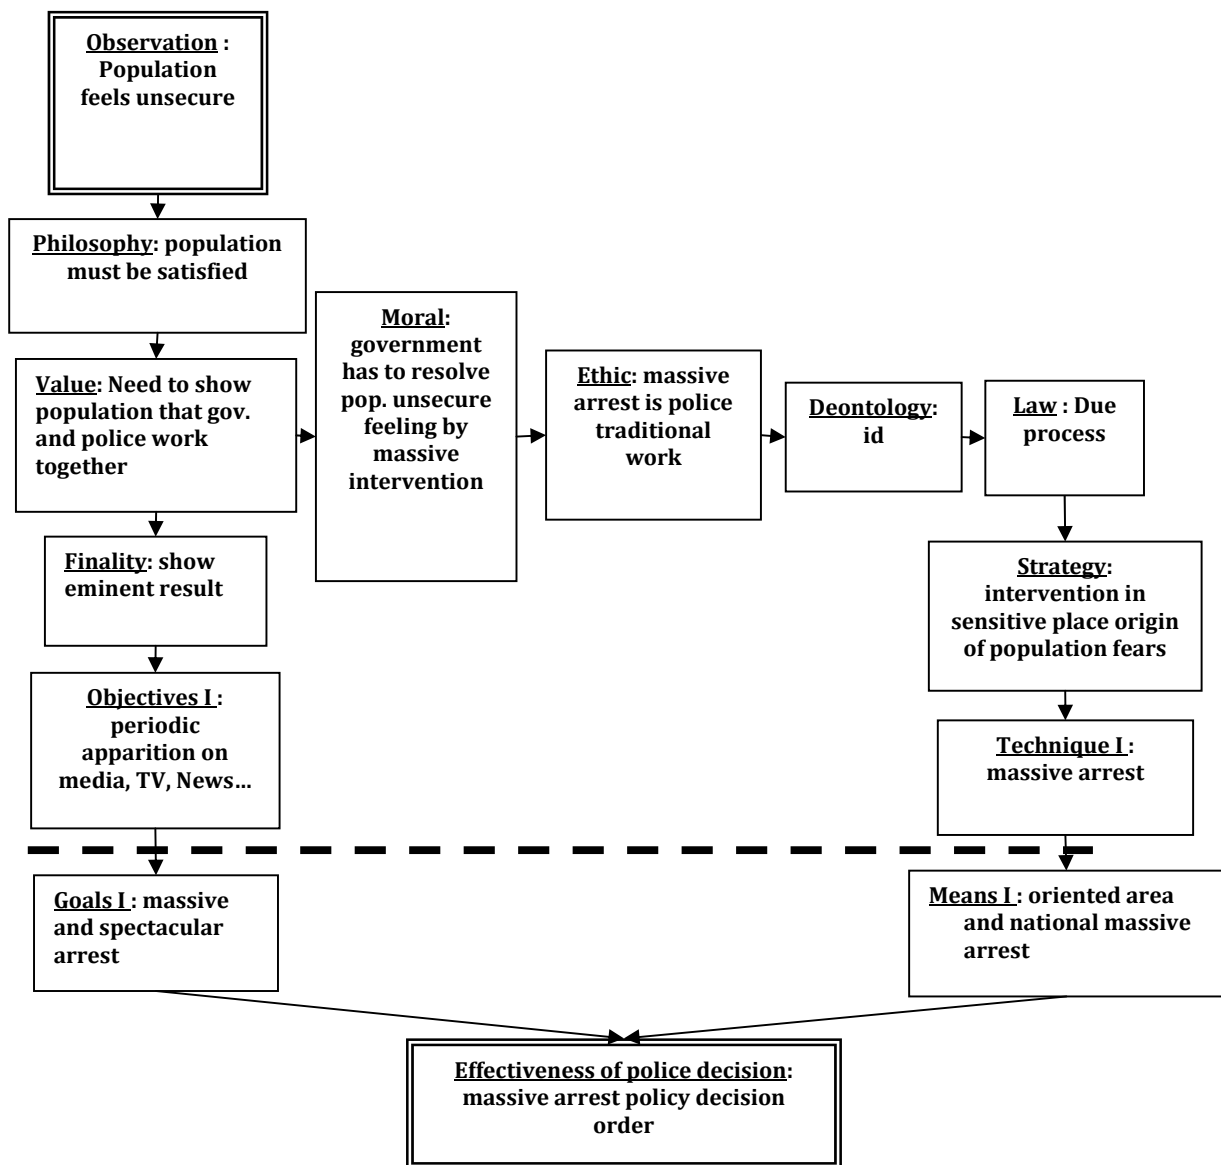 Observation :
Population
feels unsecure
Philosophy: population
must be satisfied
Value: Need to show
population that gov.
and police work
together
Moral:
government
has to resolve
pop. unsecure
feeling by
massive
intervention
Ethic: massive
arrest is police
traditional
work
Deontology:
id
Law : Due
process
Finality: show
eminent result
Strategy:
intervention in
sensitive place origin
of population fears
Objectives I :
periodic
apparition on
media, TV, News…
Technique I :
massive arrest
Goals I : massive
and spectacular
arrest
Means I : oriented area
and national massive
arrest
Effectiveness of police decision:
massive arrest policy decision
order